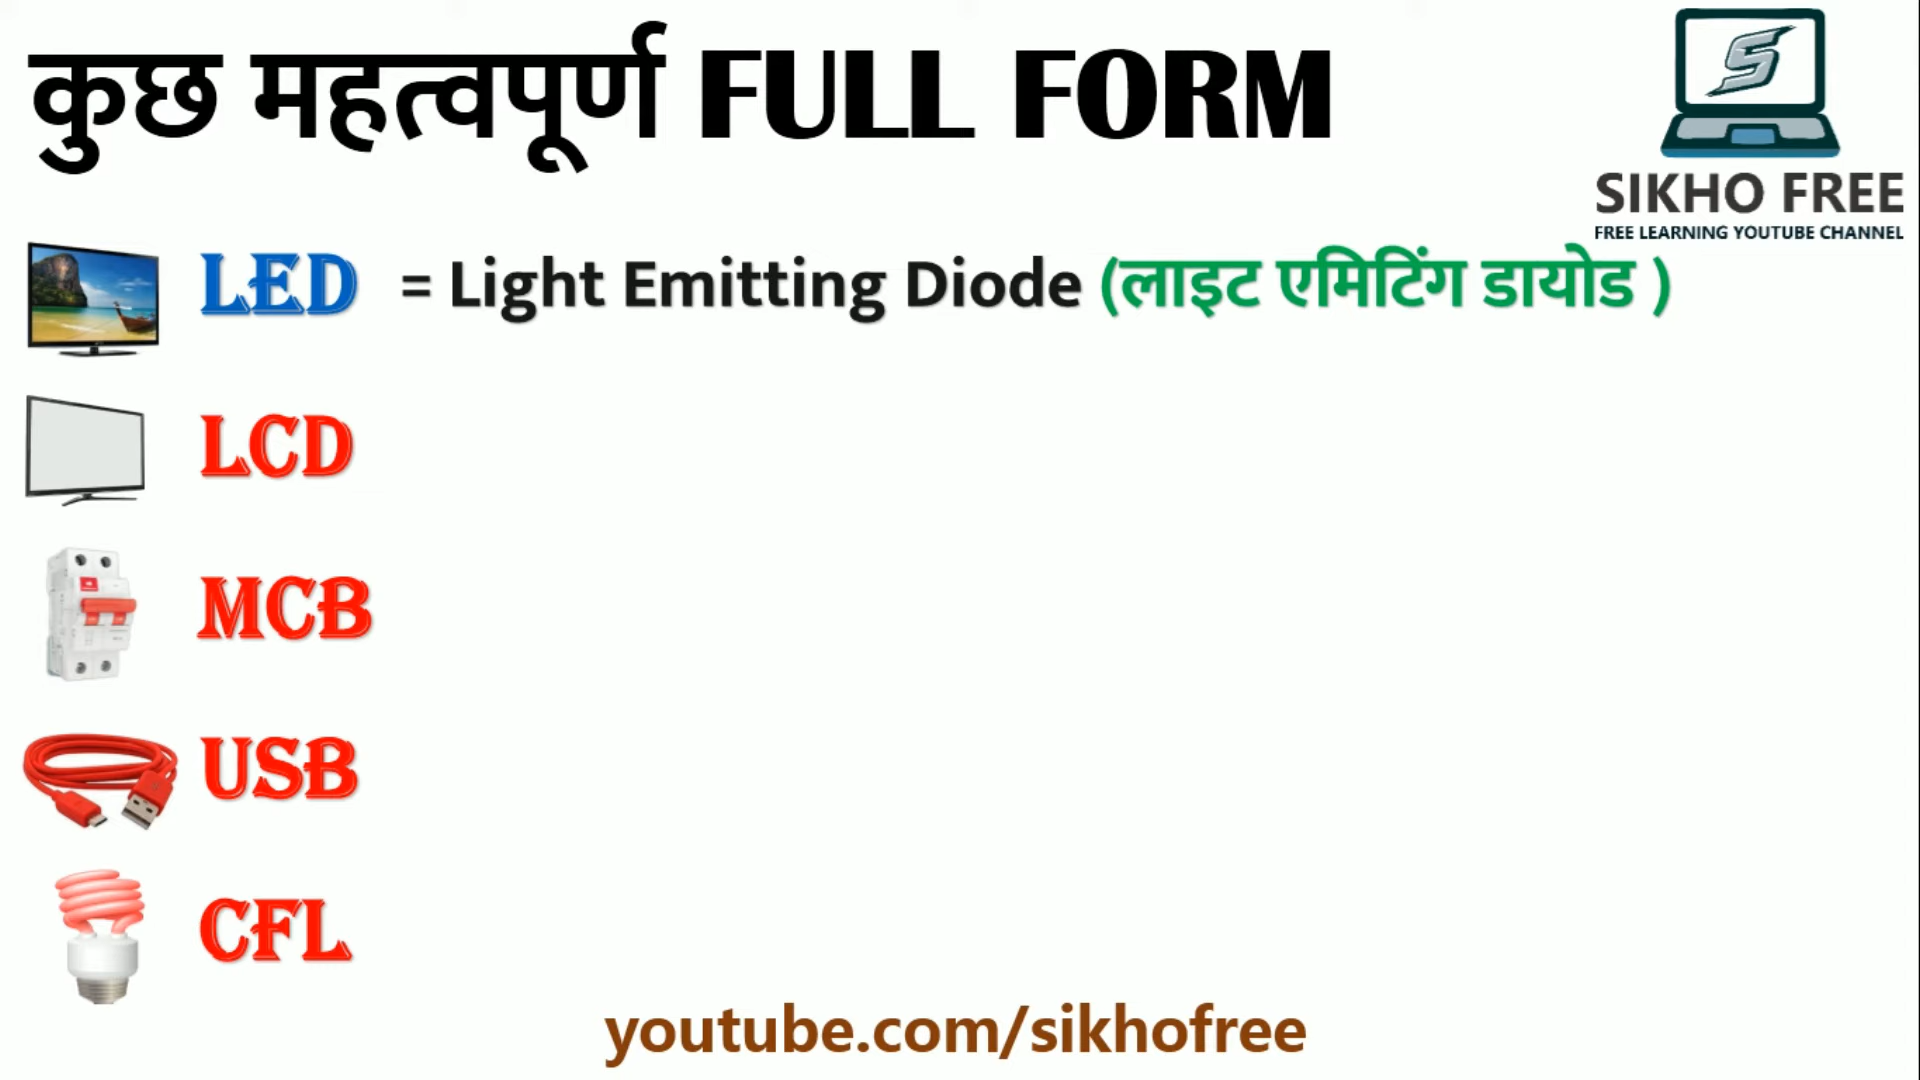 कुछ महत्वपूर्ण FULL FORM
SIKHO FREE
FREE LEARNING YOUTUBE CHANNEL
LED = Light Emitting Diode (लाइट एमिटिंग डायोड )
LCD
MCB
USB
CFL
youtube.com/sikhofree